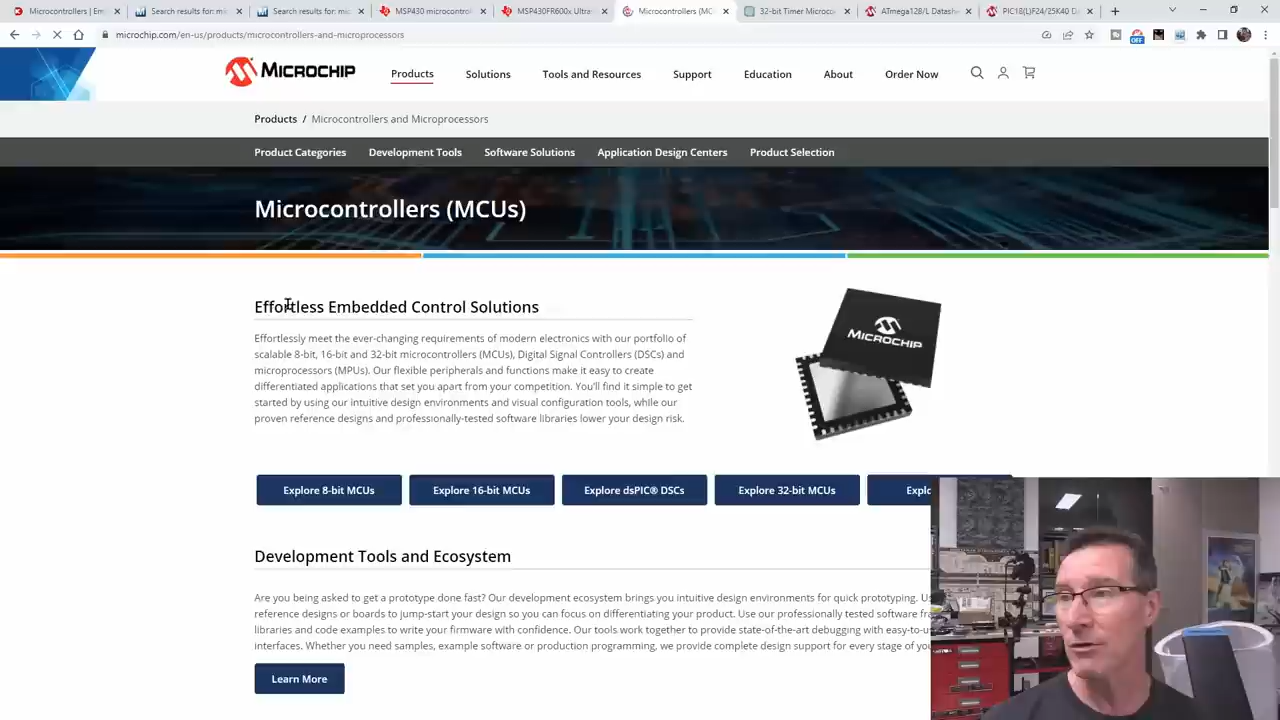 Microcontrollers | Em
Search results for: mi
Search results for: mic
MSP430 microcontrol
MSP430FR600x Ultra
Microcontrollers (MC
32-bit Timer Microco
ATmega128/L Datash
PIC18(L)F24/25K40 D
microchip.com/en-us/products/microcontrollers-and-microprocessors
OFF
MICROCHIP
Products
Solutions
Tools and Resources
Support
Education
About
Order Now
Products / Microcontrollers and Microprocessors
Product Categories
Development Tools
Software Solutions
Application Design Centers
Product Selection
Microcontrollers (MCUs)
Effortless Embedded Control Solutions
Effortlessly meet the ever-changing requirements of modern electronics with our portfolio of
scalable 8-bit, 16-bit and 32-bit microcontrollers (MCUs), Digital Signal Controllers (DSCs) and
microprocessors (MPUs). Our flexible peripherals and functions make it easy to create
differentiated applications that set you apart from your competition. You'll find it simple to get
started by using our intuitive design environments and visual configuration tools, while our
proven reference designs and professionally-tested software libraries lower your design risk.
MICROCHIP
Explore 8-bit MCUs
Explore 16-bit MCUs
Explore dsPIC® DSCs
Explore 32-bit MCUs
Explo
Development Tools and Ecosystem
Are you being asked to get a prototype done fast? Our development ecosystem brings you intuitive design environments for quick prototyping. U
reference designs or boards to jump-start your design so you can focus on differentiating your product. Use our professionally tested software fr
libraries and code examples to write your firmware with confidence. Our tools work together to provide state-of-the-art debugging with easy-to-u
interfaces. Whether you need samples, example software or production programming, we provide complete design support for every stage of you
Learn More